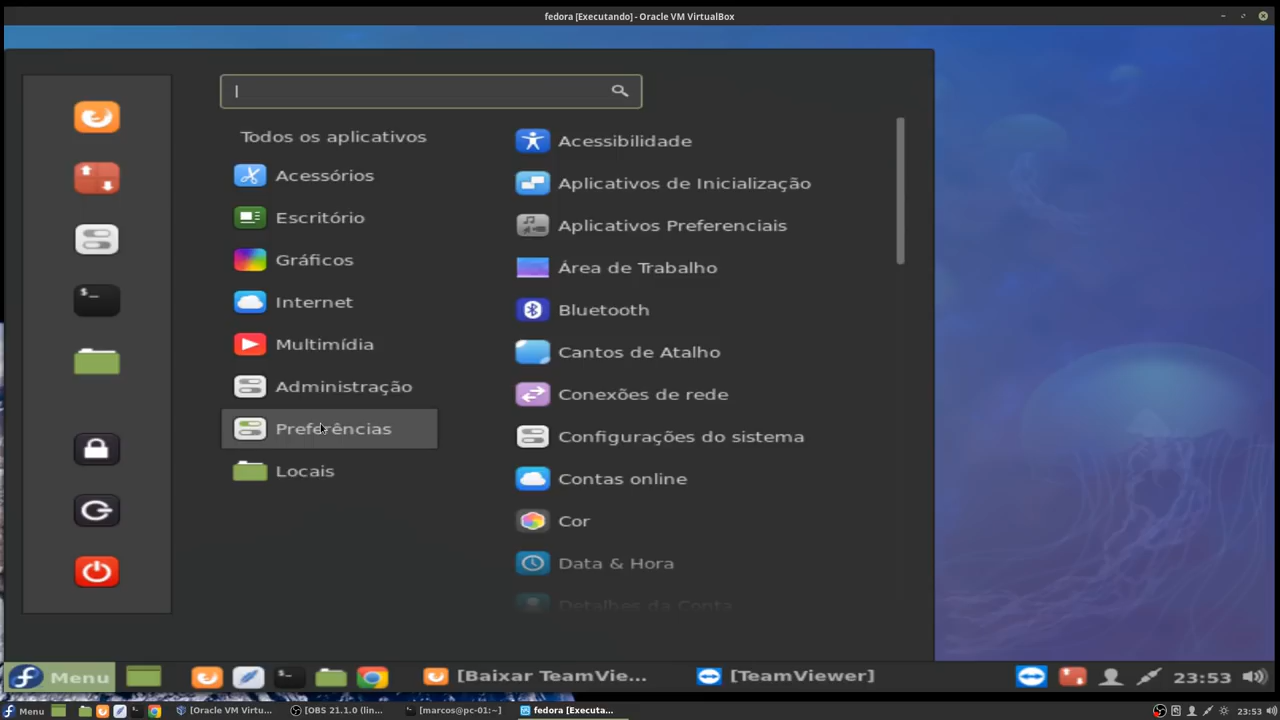 fedora [Executando] - Oracle VM VirtualBox
Todos os aplicativos
Acessórios
Escritório
Gráficos
Internet
Multimídia
Administração
Preferências
Locais
Acessibilidade
Aplicativos de Inicialização
Aplicativos Preferenciais
Área de Trabalho
Bluetooth
Cantos de Atalho
Conexões de rede
Configurações do sistema
Contas online
Cor
Data & Hora
Detalhes da Conta
Menu
[Baixar TeamVie...
[TeamViewer]
23:53
Menu
[Oracle VM Virtu...
[OBS 21.1.0 (lin...
[marcos@pc-01:~]
fedora [Executa...
23:53